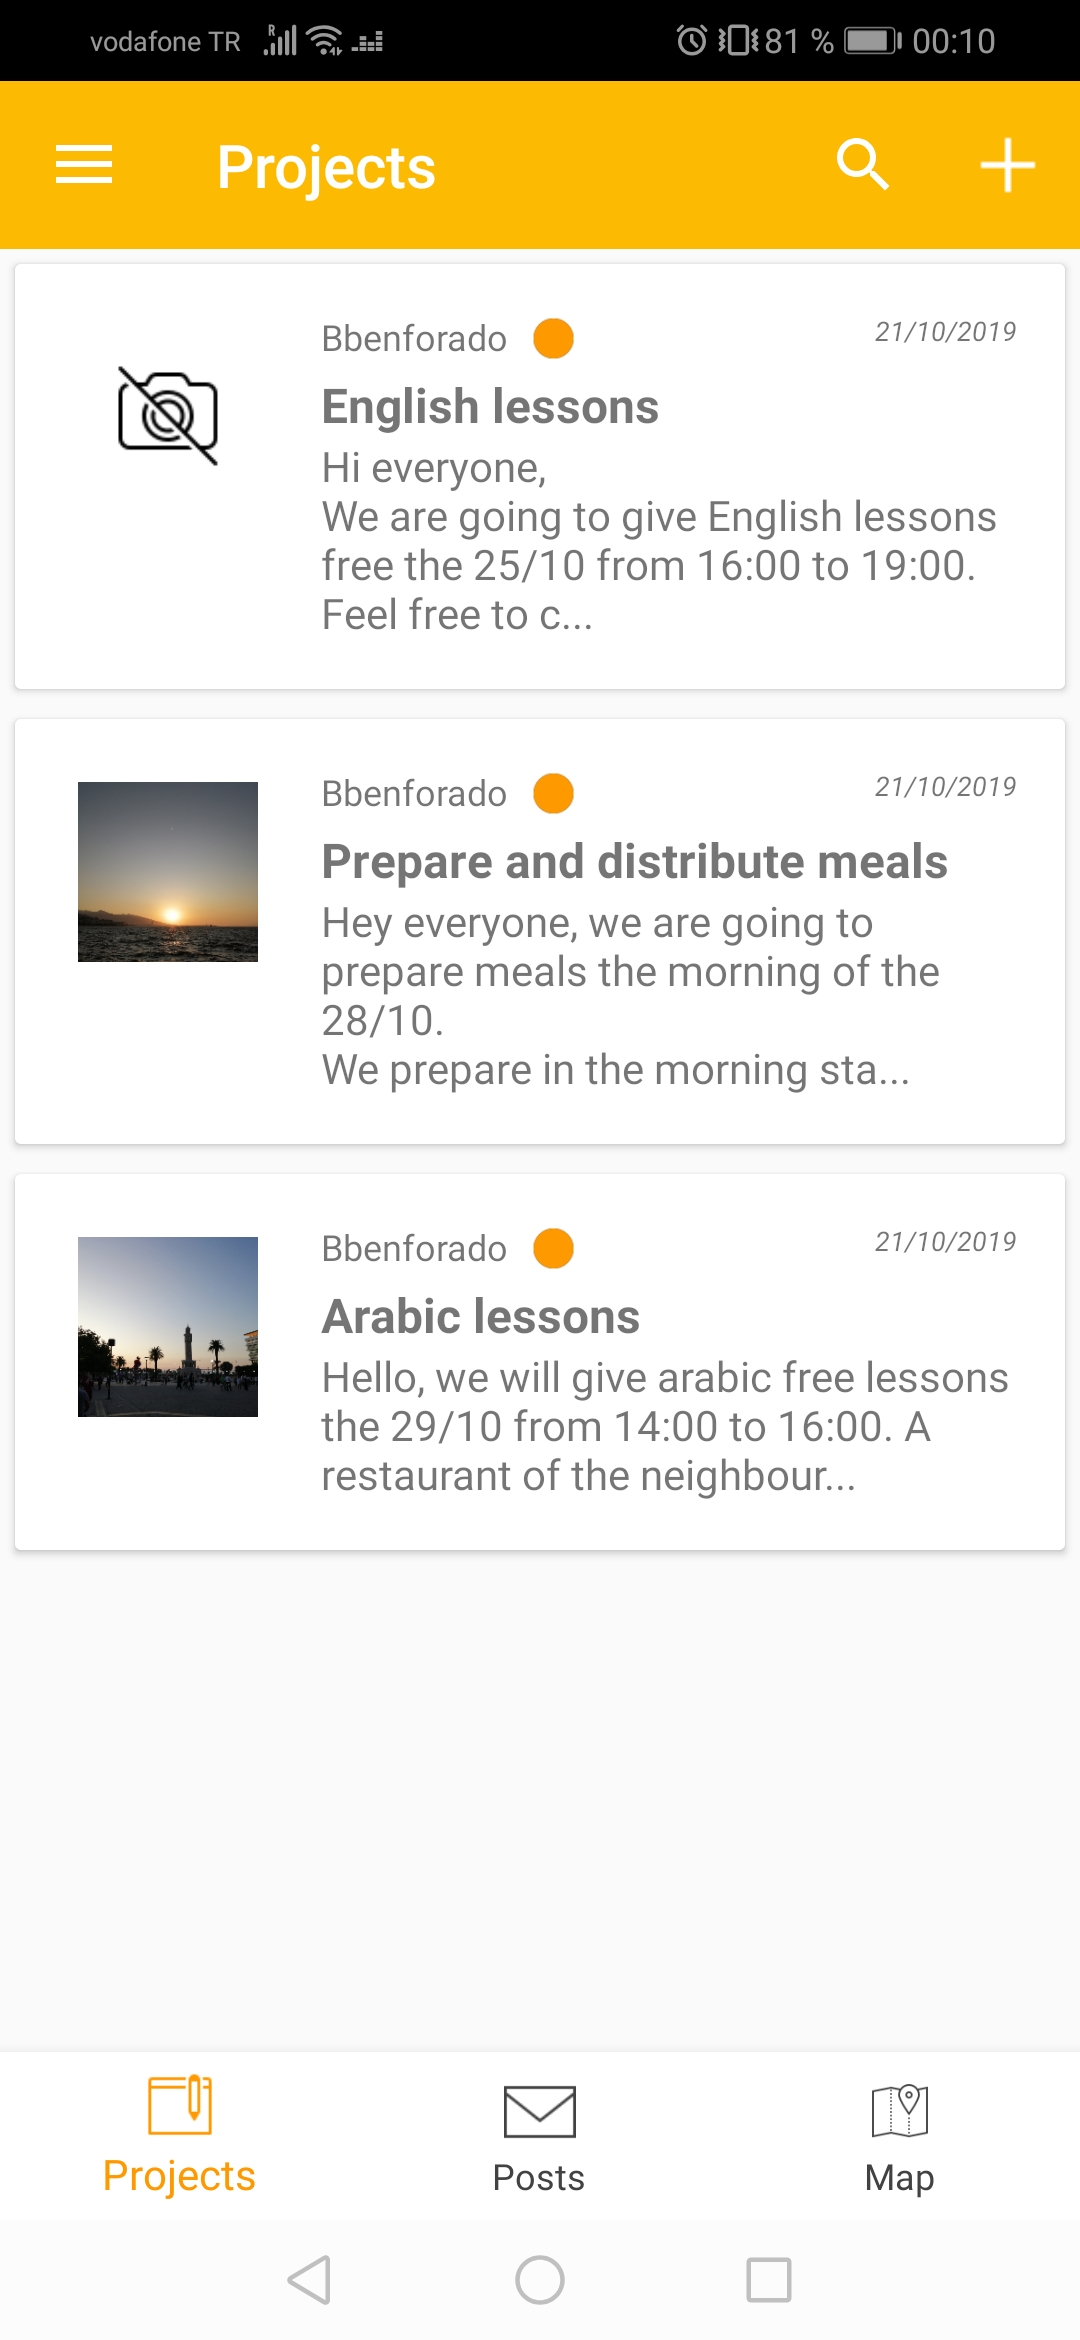 vodafone TR
81 %
00:10
Projects
Bbenforado
21/10/2019
English lessons
Hi everyone,
We are going to give English lessons
free the 25/10 from 16:00 to 19:00.
Feel free to c...
Bbenforado
21/10/2019
Prepare and distribute meals
Hey everyone, we are going to
prepare meals the morning of the
28/10.
We prepare in the morning sta...
Bbenforado
21/10/2019
Arabic lessons
Hello, we will give arabic free lessons
the 29/10 from 14:00 to 16:00. A
restaurant of the neighbour...
Projects
Posts
Map